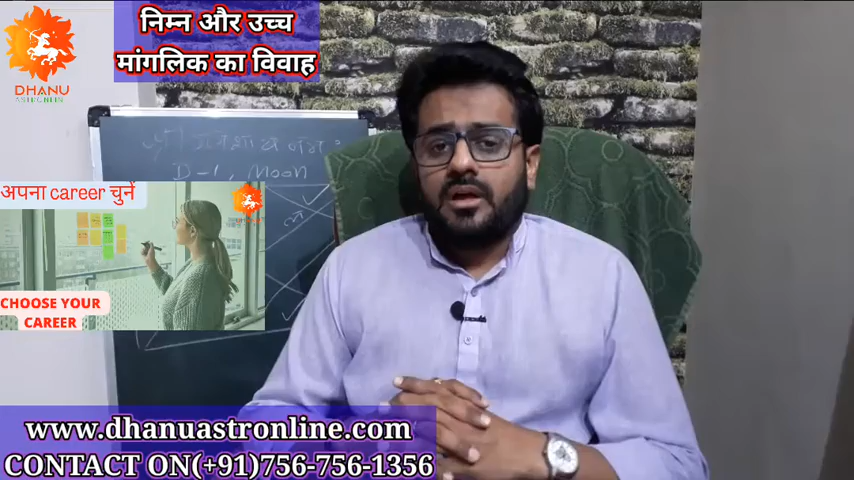 निम्न और उच्च
मांगलिक का विवाह
DHANU
D-1, Moon
अपना career चुनें
CHOOSE YOUR
CAREER
www.dhanuastronline.com
CONTACT ON(+91)756-756-1356